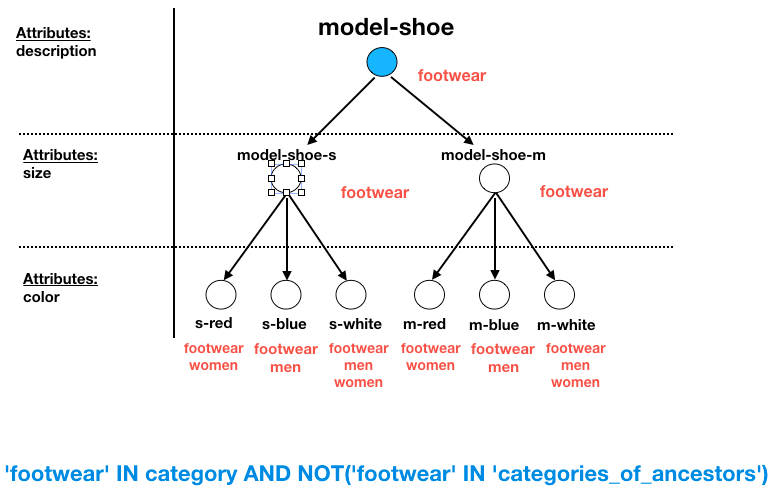 model-shoe
Attributes:
description
footwear
Attributes:
size
model-shoe-s
model-shoe-m
footwear
footwear
Attributes:
color
s-red
s-blue
s-white
m-red
m-blue
m-white
footwear
women
footwear
men
footwear
men
women
footwear
women
footwear
men
footwear
men
women
'footwear' IN category AND NOT('footwear' IN 'categories_of_ancestors')